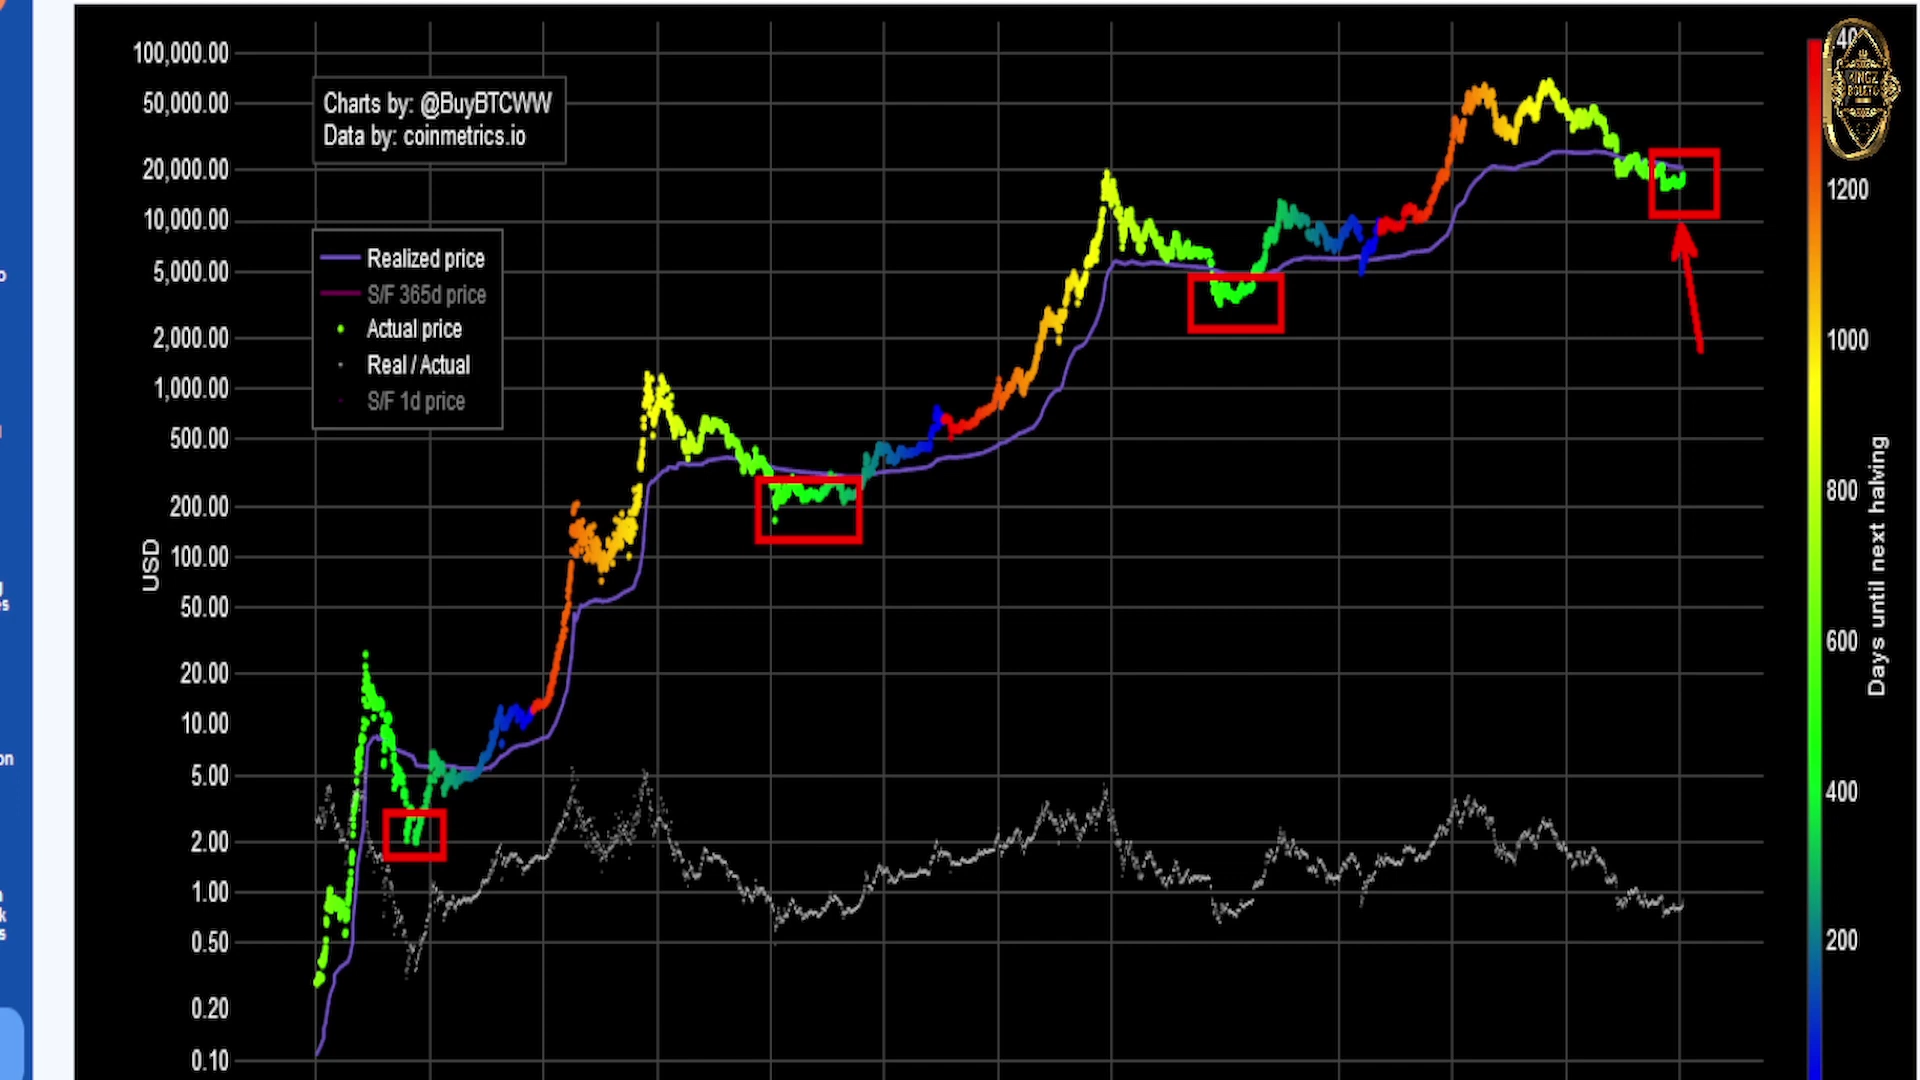 100,000.00
50,000.00
20,000.00
10,000.00
5,000.00
2,000.00
1,000.00
500.00
200.00
100.00
50.00
20.00
10.00
5.00
2.00
1.00
0.50
0.20
0.10
USD
Charts by: @BuyBTCWW
Data by: coinmetrics.io
Realized price
S/F 365d price
Actual price
Real / Actual
S/F 1d price
1200
1000
800
600
400
200
Days until next halving